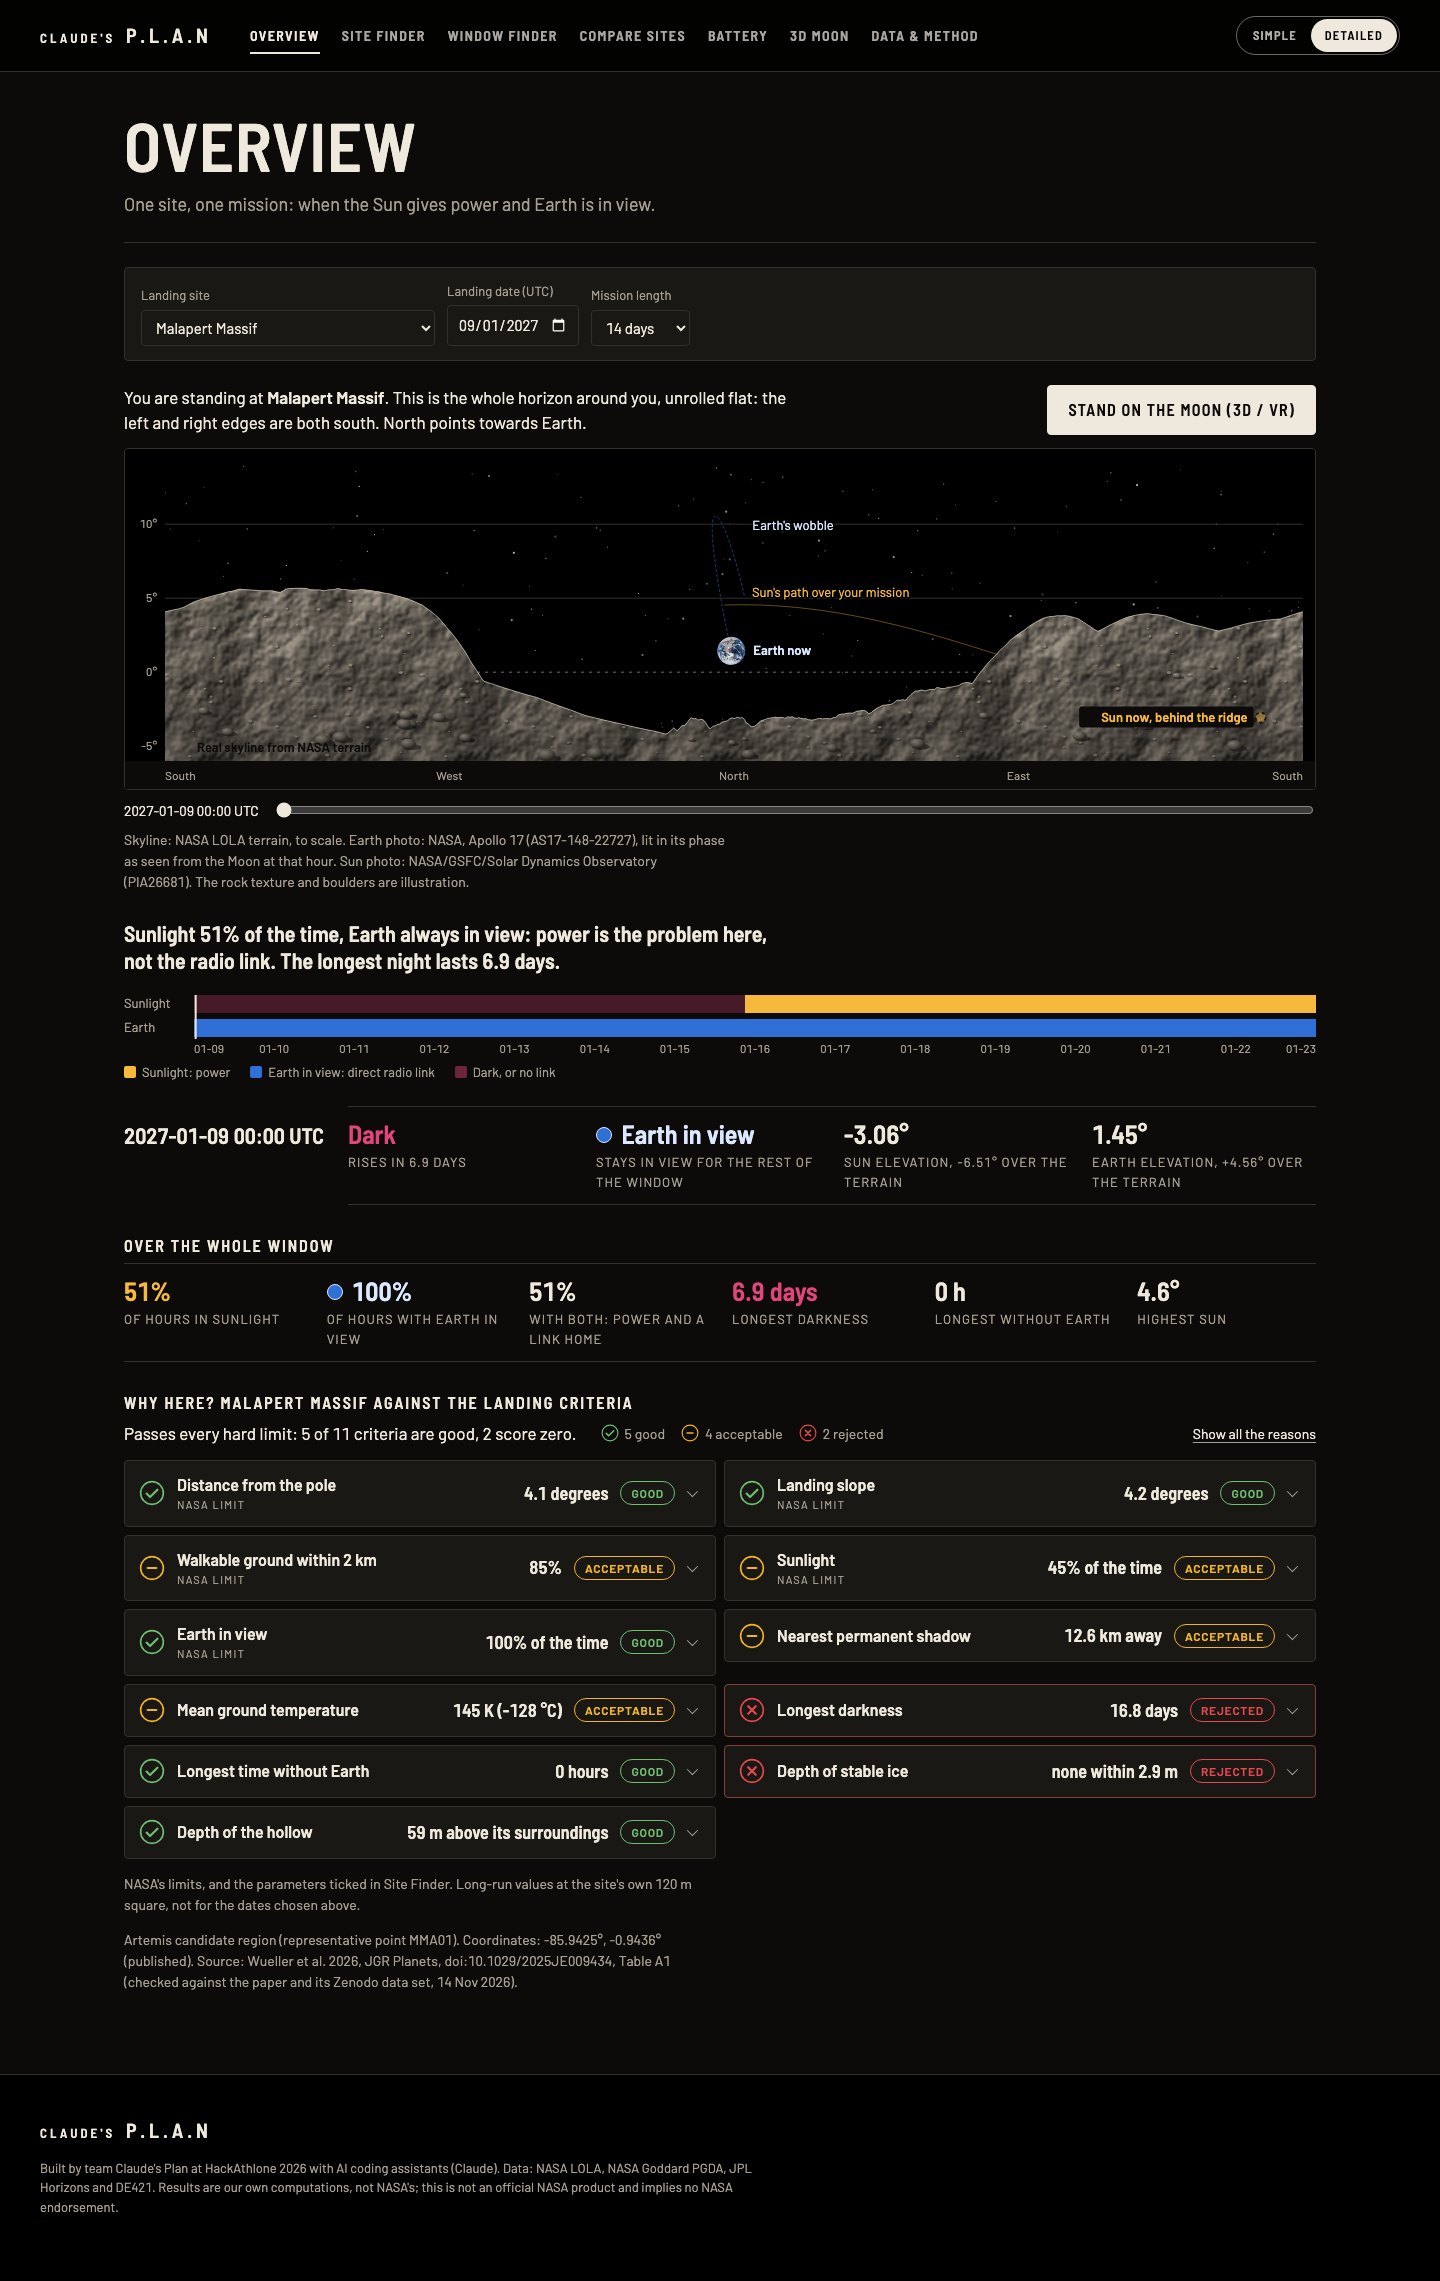 CLAUDE'S P.L.A.N
OVERVIEW
SITE FINDER
WINDOW FINDER
COMPARE SITES
BATTERY
3D MOON
DATA & METHOD
SIMPLE
DETAILED
OVERVIEW
One site, one mission: when the Sun gives power and Earth is in view.
Landing site
Landing date (UTC)
Mission length
Malapert Massif
09/01/2027
14 days
You are standing at Malapert Massif. This is the whole horizon around you, unrolled flat: the
left and right edges are both south. North points towards Earth.
STAND ON THE MOON (3D / VR)
10°
Earth's wobble
5°
Sun's path over your mission
Earth now
0°
Sun now, behind the ridge
-5°
Real skyline from NASA terrain
South
West
North
East
South
2027-01-09 00:00 UTC
Skyline: NASA LOLA terrain, to scale. Earth photo: NASA, Apollo 17 (AS17-148-22727), lit in its phase
as seen from the Moon at that hour. Sun photo: NASA/GSFC/Solar Dynamics Observatory
(PIA26681). The rock texture and boulders are illustration.
Sunlight 51% of the time, Earth always in view: power is the problem here,
not the radio link. The longest night lasts 6.9 days.
Sunlight
Earth
01-09
01-10
01-11
01-12
01-13
01-14
01-15
01-16
01-17
01-18
01-19
01-20
01-21
01-22
01-23
Sunlight: power
Earth in view: direct radio link
Dark, or no link
2027-01-09 00:00 UTC
Dark
RISES IN 6.9 DAYS
Earth in view
STAYS IN VIEW FOR THE REST OF
THE WINDOW
-3.06°
SUN ELEVATION, -6.51° OVER THE
TERRAIN
1.45°
EARTH ELEVATION, +4.56° OVER
THE TERRAIN
OVER THE WHOLE WINDOW
51%
OF HOURS IN SUNLIGHT
100%
OF HOURS WITH EARTH IN
VIEW
51%
WITH BOTH: POWER AND A
LINK HOME
6.9 days
LONGEST DARKNESS
0 h
LONGEST WITHOUT EARTH
4.6°
HIGHEST SUN
WHY HERE? MALAPERT MASSIF AGAINST THE LANDING CRITERIA
Passes every hard limit: 5 of 11 criteria are good, 2 score zero.
5 good
4 acceptable
2 rejected
Show all the reasons
Distance from the pole
NASA LIMIT
4.1 degrees
GOOD
Landing slope
NASA LIMIT
4.2 degrees
GOOD
Walkable ground within 2 km
NASA LIMIT
85%
ACCEPTABLE
Sunlight
NASA LIMIT
45% of the time
ACCEPTABLE
Earth in view
NASA LIMIT
100% of the time
GOOD
Nearest permanent shadow
12.6 km away
ACCEPTABLE
Mean ground temperature
145 K (-128 °C)
ACCEPTABLE
Longest darkness
16.8 days
REJECTED
Longest time without Earth
0 hours
GOOD
Depth of stable ice
none within 2.9 m
REJECTED
Depth of the hollow
59 m above its surroundings
GOOD
NASA's limits, and the parameters ticked in Site Finder. Long-run values at the site's own 120 m
square, not for the dates chosen above.
Artemis candidate region (representative point MMA01). Coordinates: -85.9425°, -0.9436°
(published). Source: Wueller et al. 2026, JGR Planets, doi:10.1029/2025JE009434, Table A1
(checked against the paper and its Zenodo data set, 14 Nov 2026).
CLAUDE'S P.L.A.N
Built by team Claude's Plan at HackAthlone 2026 with AI coding assistants (Claude). Data: NASA LOLA, NASA Goddard PGDA, JPL
Horizons and DE421. Results are our own computations, not NASA's; this is not an official NASA product and implies no NASA
endorsement.